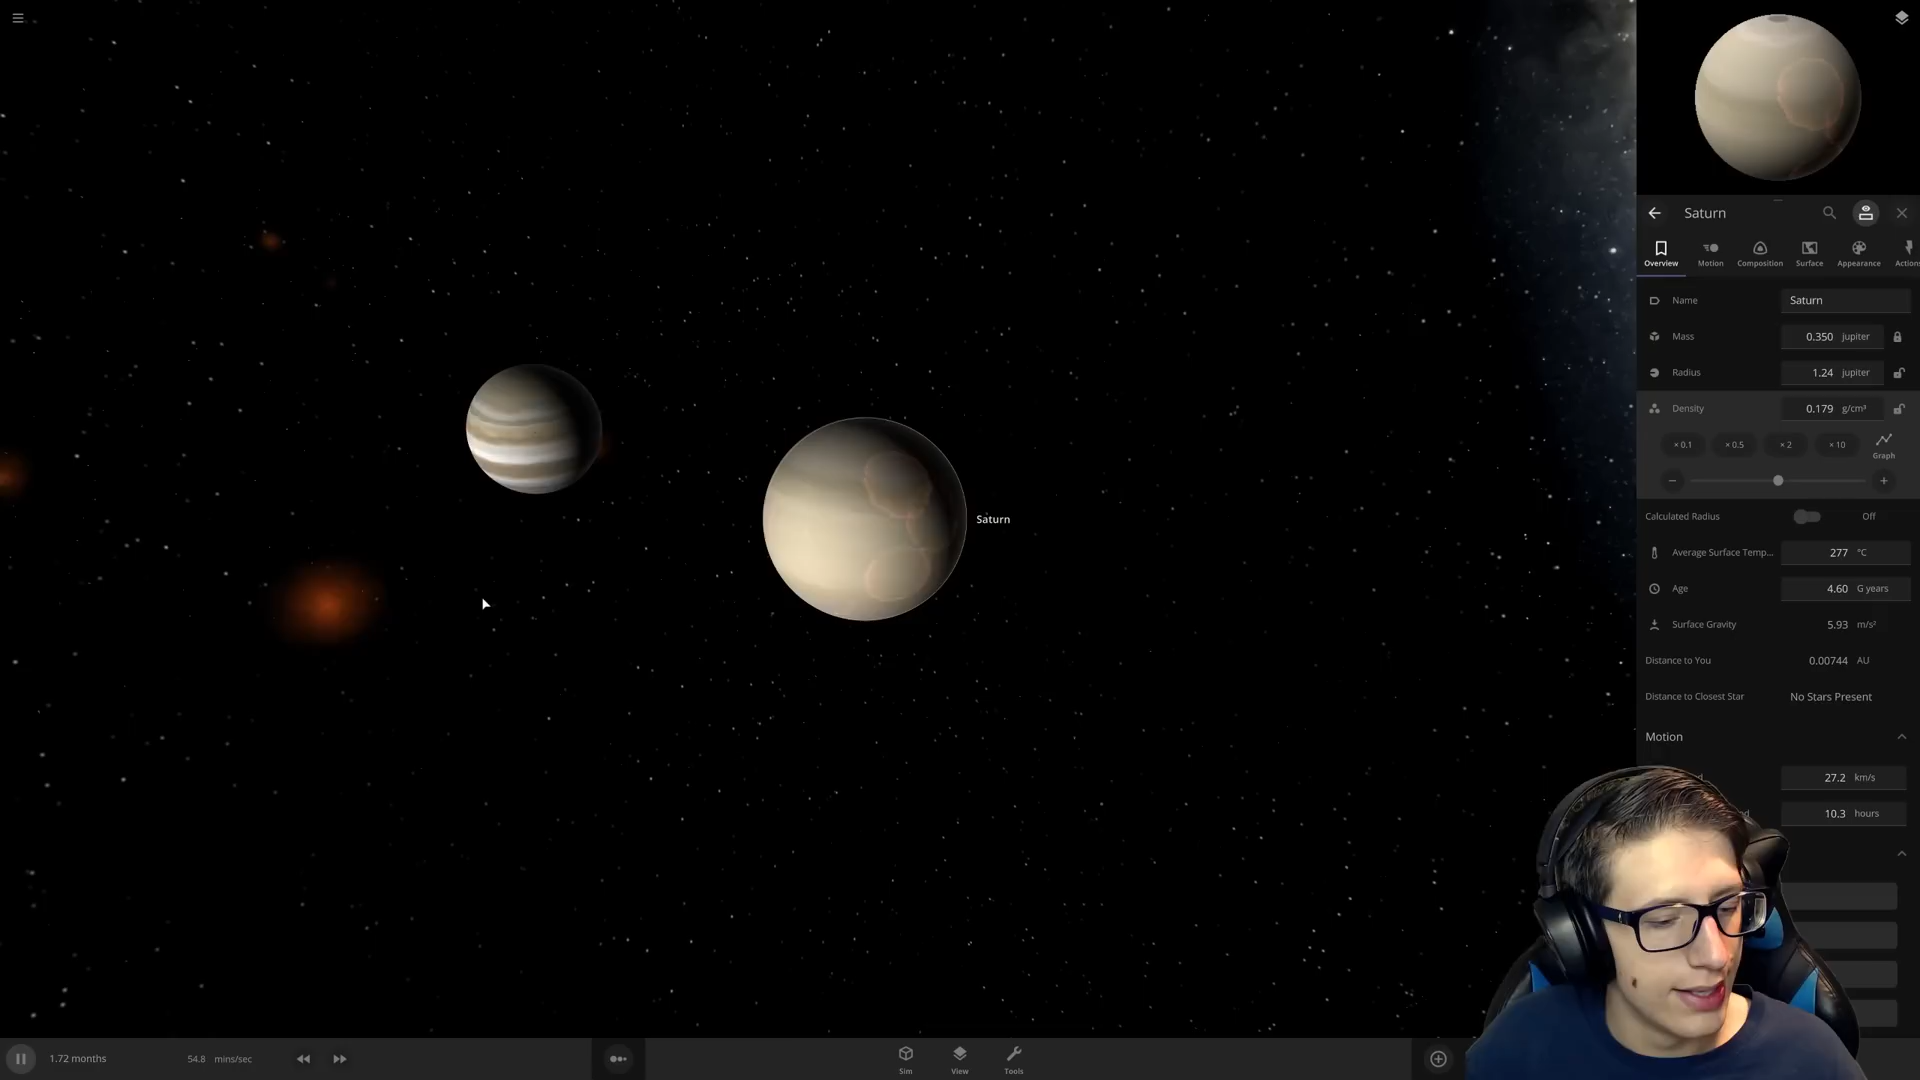 Saturn
Overview Motion Composition Surface Appearance Actions
Name Saturn
Mass 0.350 jupiter
Radius 1.24 jupiter
Density 0.179 g/cm³
× 0.1 × 0.5 × 2 × 10 Graph
Calculated Radius Off
Average Surface Temp... 277 °C
Age 4.60 G years
Surface Gravity 5.93 m/s²
Distance to You 0.00744 AU
Distance to Closest Star No Stars Present
Motion
27.2 km/s
10.3 hours
Saturn
1.72 months 54.8 mins/sec
Sim View Tools